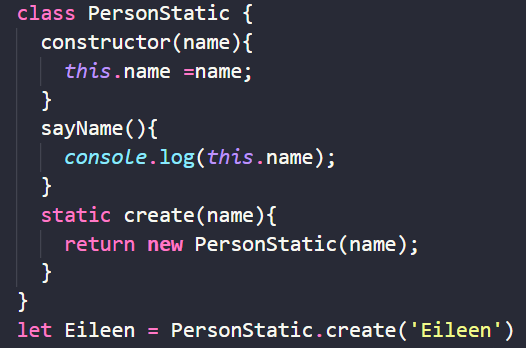 class PersonStatic {
  constructor(name){
    this.name =name;
  }
  sayName(){
    console.log(this.name);
  }
  static create(name){
    return new PersonStatic(name);
  }
}
let Eileen = PersonStatic.create('Eileen')